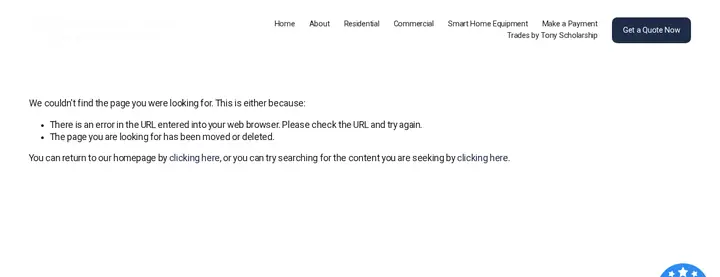 Home About Residential Commercial Smart Home Equipment Make a Payment
Trades by Tony Scholarship
Get a Quote Now
We couldn't find the page you were looking for. This is either because:
• There is an error in the URL entered into your web browser. Please check the URL and try again.
• The page you are looking for has been moved or deleted.
You can return to our homepage by clicking here, or you can try searching for the content you are seeking by clicking here.